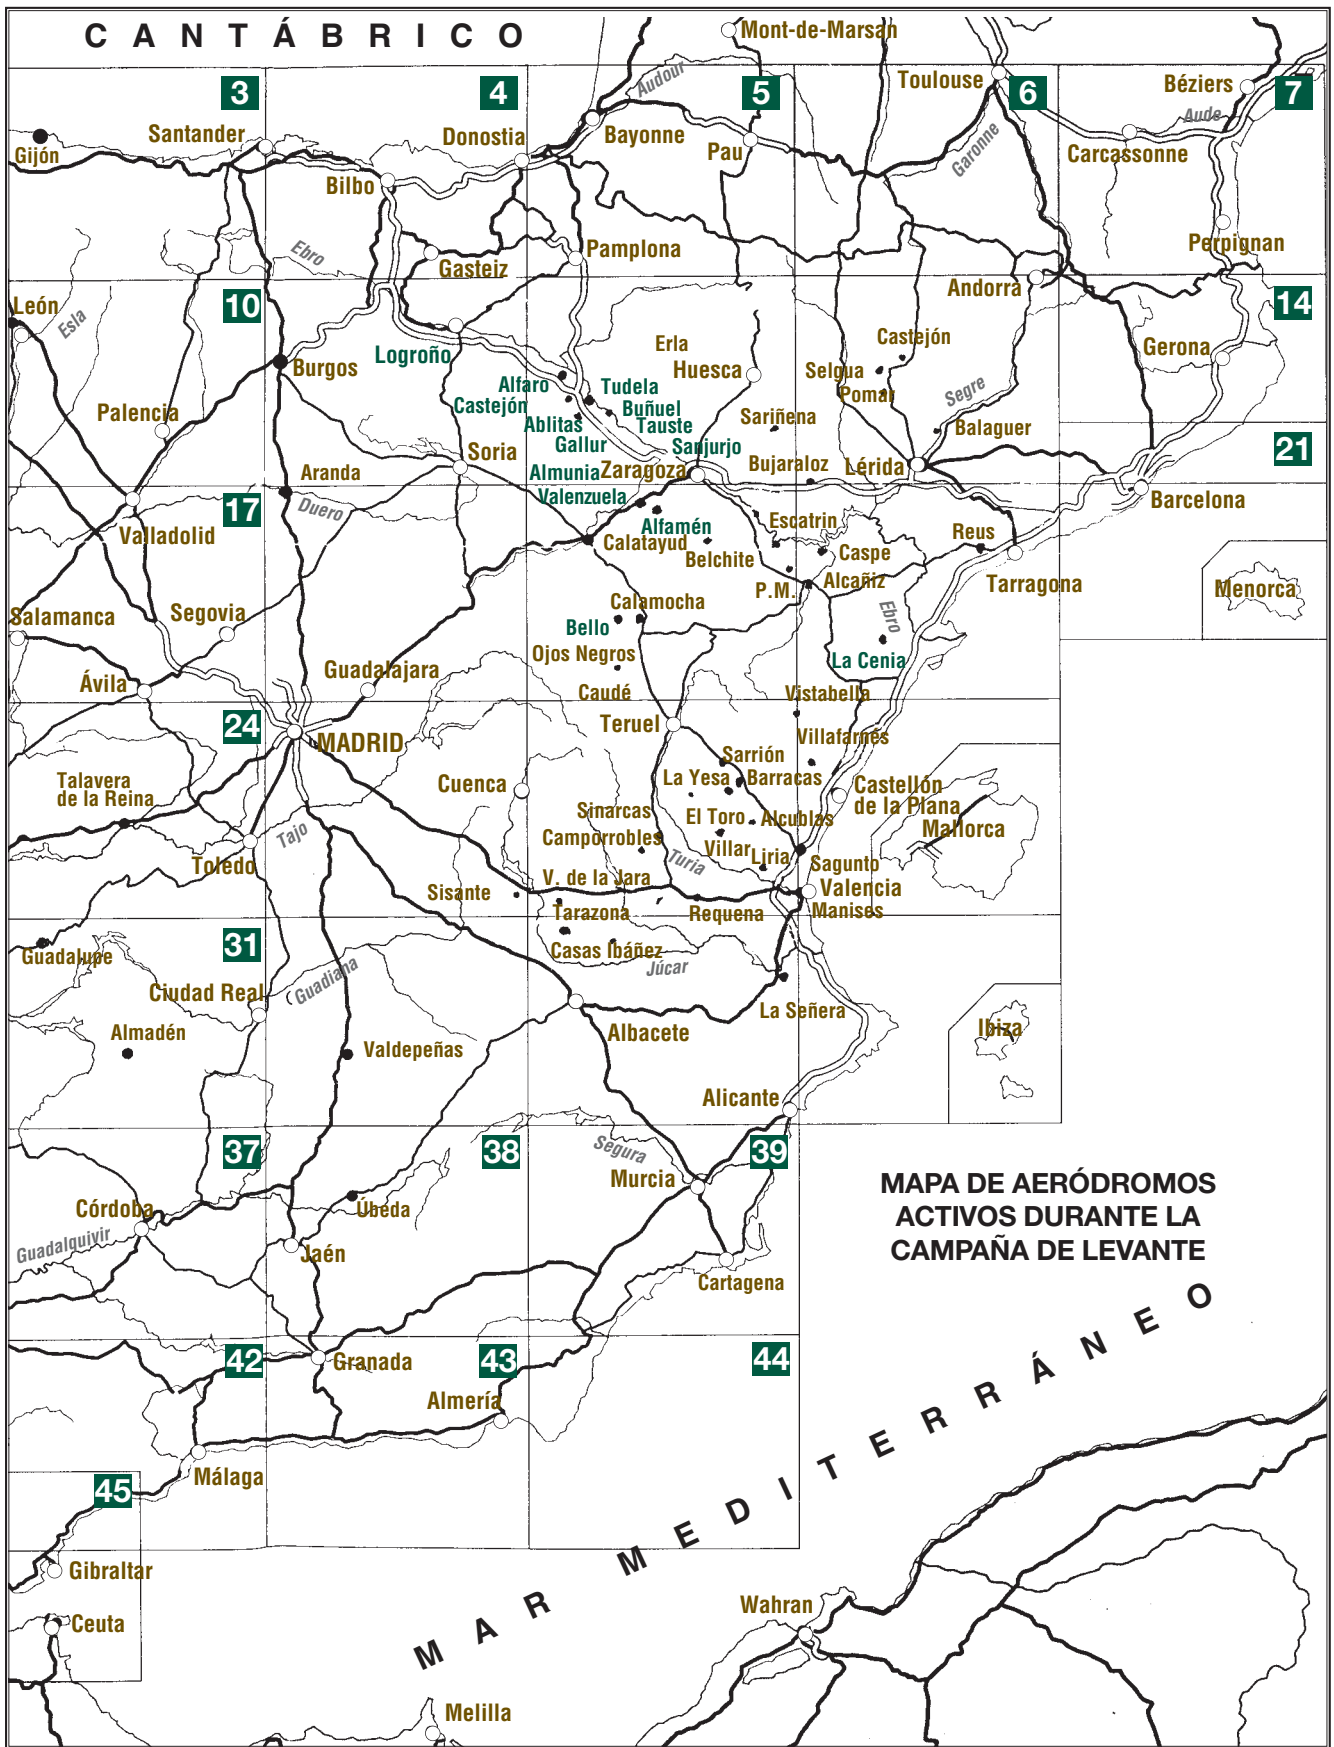 CANTÁBRICO
Mont-de-Marsan
3
4
5
Toulouse
6
Béziers
7
Audour
Aude
Gijón
Santander
Donostia
Bayonne
Pau
Garonne
Carcassonne
Bilbo
Ebro
Gasteiz
Pamplona
Perpignan
León
Esla
10
Andorra
14
Burgos
Logroño
Erla
Huesca
Castejón
Selgua
Pomar
Gerona
Alfaro
Castejón
Tudela
Buñuel
Tauste
Ablitas
Gallur
Sanjurjo
Sariñena
Segre
Balaguer
Palencia
Soria
Aranda
Almunia
Zaragoza
Bujaraloz
Lérida
21
Valenzuela
Barcelona
17
Duero
Valladolid
Alfamén
Calatayud
Belchite
Escatrin
Caspe
Reus
P.M.
Alcañiz
Tarragona
Menorca
Salamanca
Segovia
Calamocha
Bello
Ebro
Ojos Negros
La Cenia
Ávila
Guadalajara
Caudé
Vistabella
24
MADRID
Teruel
Villafarnés
Talavera
de la Reina
Cuenca
Sarrión
La Yesa
Barracas
Castellón
de la Plana
Sinarcas
El Toro
Alcublas
Mallorca
Tajo
Camporrobles
Villar
Liria
Sagunto
Toledo
Turia
V. de la Jara
Valencia
Sisante
Tarazona
Requena
Manises
Guadalupe
31
Casas Ibáñez
Júcar
Guadiana
Ciudad Real
La Señera
Almadén
Valdepeñas
Albacete
Ibiza
Alicante
37
38
Segura
39
Murcia
MAPA DE AERÓDROMOS
ACTIVOS DURANTE LA
CAMPAÑA DE LEVANTE
Córdoba
Úbeda
Guadalquivir
Jaén
Cartagena
42
Granada
43
44
Almería
MAR MEDITERRÁNEO
Málaga
45
Gibraltar
Ceuta
Wahran
Melilla